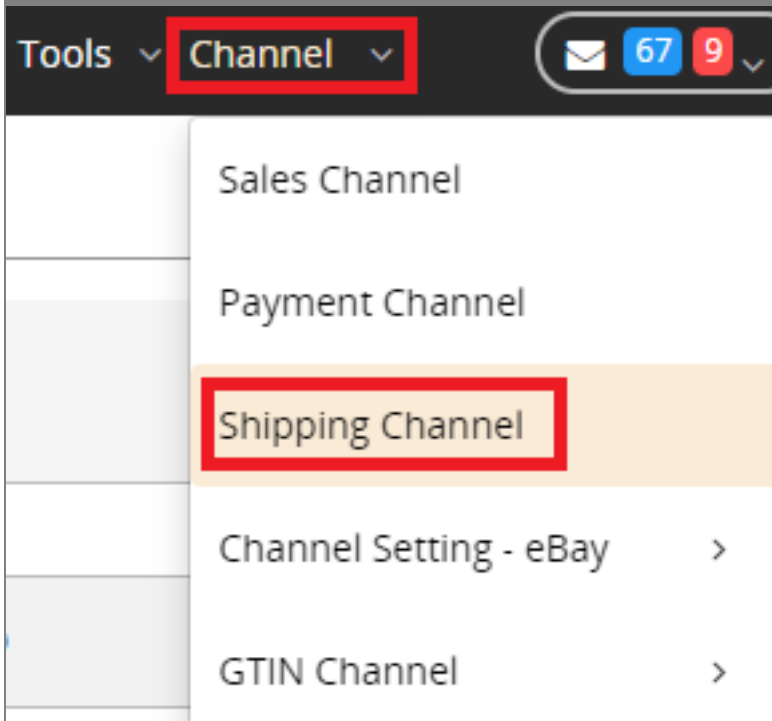 Tools Channel 67 9
Sales Channel
Payment Channel
Shipping Channel
Channel Setting - eBay
GTIN Channel